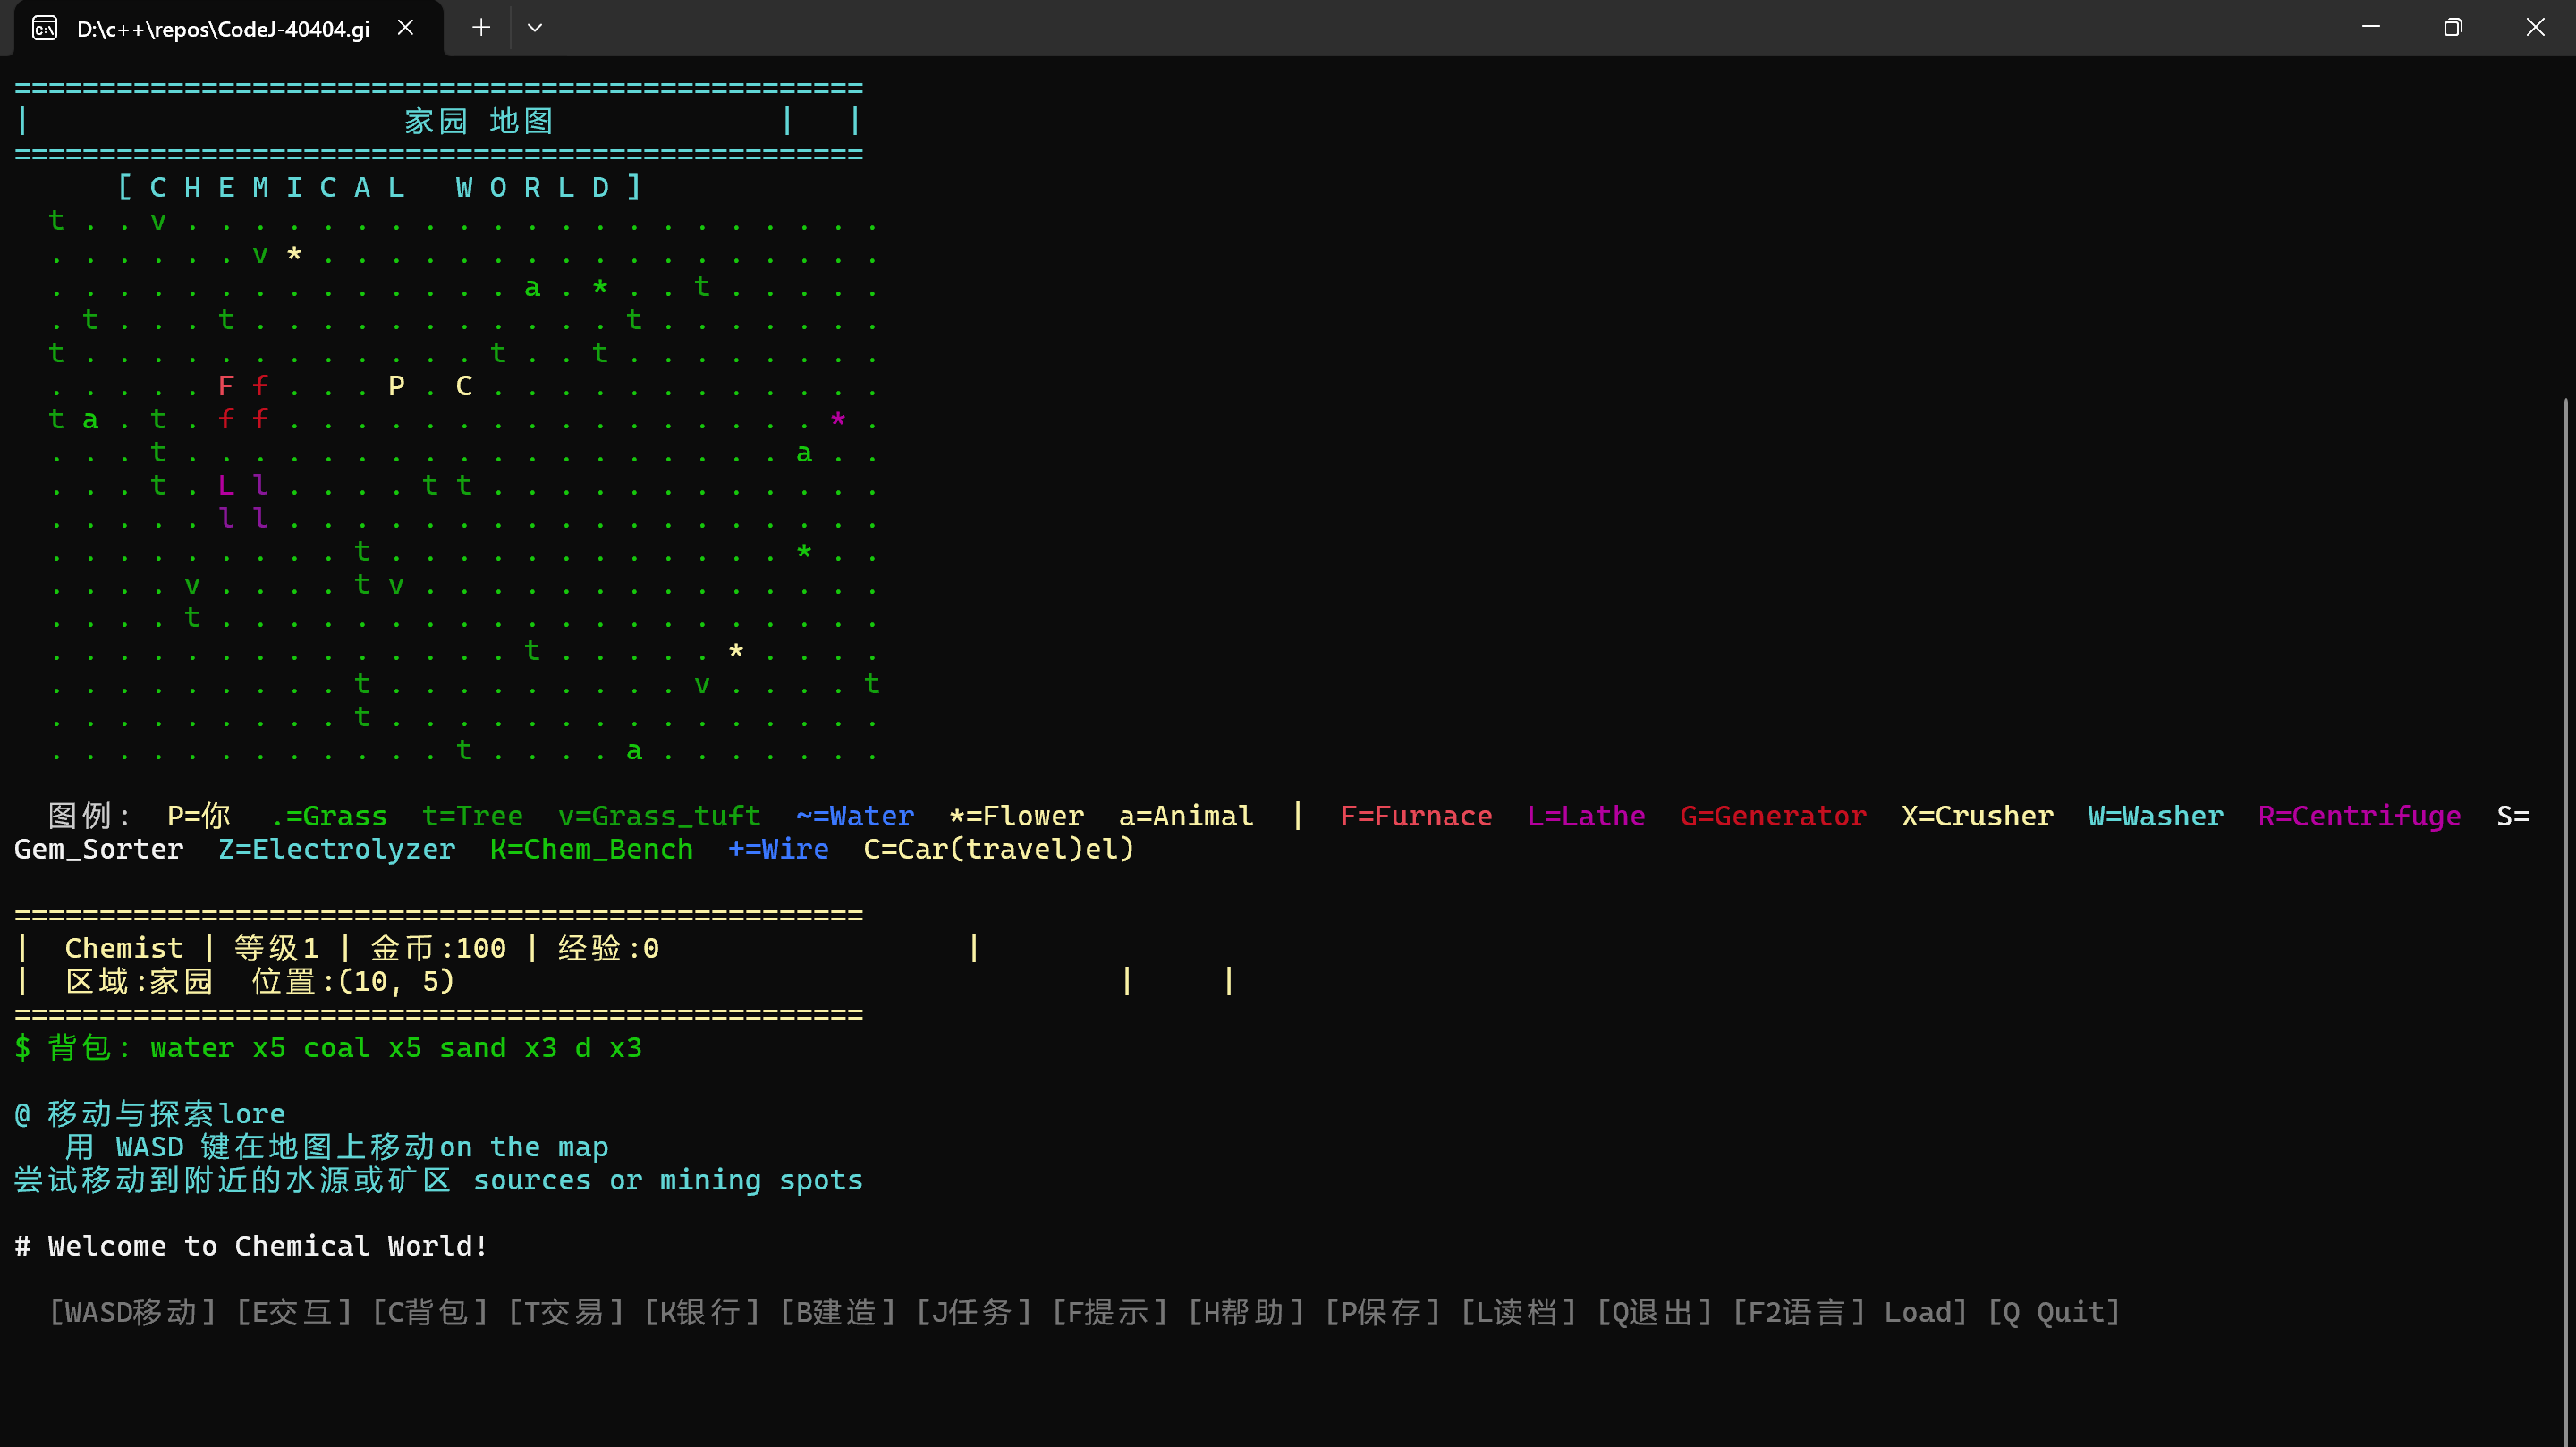 D:\c++\repos\CodeJ-40404.gi
==================================================
| 家园 地图 | |
==================================================
[ C H E M I C A L W O R L D ]
t . . v . . . . . . . . . . . . . . . . . . . . .
. . . . . . v * . . . . . . . . . . . . . . . . .
. . . . . . . . . . . . . . a . * . . t . . . . .
. t . . . t . . . . . . . . . . . t . . . . . . .
t . . . . . . . . . . . . t . . t . . . . . . . .
. . . . . F f . . . P . C . . . . . . . . . . . .
t a . t . f f . . . . . . . . . . . . . . . . * .
. . . t . . . . . . . . . . . . . . . . . . a . .
. . . t . L l . . . . t t . . . . . . . . . . . .
. . . . . l l . . . . . . . . . . . . . . . . . .
. . . . . . . . . t . . . . . . . . . . . . * . .
. . . . v . . . . t v . . . . . . . . . . . . . .
. . . . t . . . . . . . . . . . . . . . . . . . .
. . . . . . . . . . . . . . t . . . . . * . . . .
. . . . . . . . . t . . . . . . . . . v . . . . t
. . . . . . . . . t . . . . . . . . . . . . . . .
. . . . . . . . . . . . t . . . . a . . . . . . .
图例: P=你 .=Grass t=Tree v=Grass_tuft ~=Water *=Flower a=Animal | F=Furnace L=Lathe G=Generator X=Crusher W=Washer R=Centrifuge S=
Gem_Sorter Z=Electrolyzer K=Chem_Bench +=Wire C=Car(travel)el)
==================================================
| Chemist | 等级1 | 金币:100 | 经验:0 |
| 区域:家园 位置:(10, 5) | |
==================================================
$ 背包: water x5 coal x5 sand x3 d x3
@ 移动与探索lore
用 WASD 键在地图上移动on the map
尝试移动到附近的水源或矿区 sources or mining spots
# Welcome to Chemical World!
[WASD移动] [E交互] [C背包] [T交易] [K银行] [B建造] [J任务] [F提示] [H帮助] [P保存] [L读档] [Q退出] [F2语言] Load] [Q Quit]